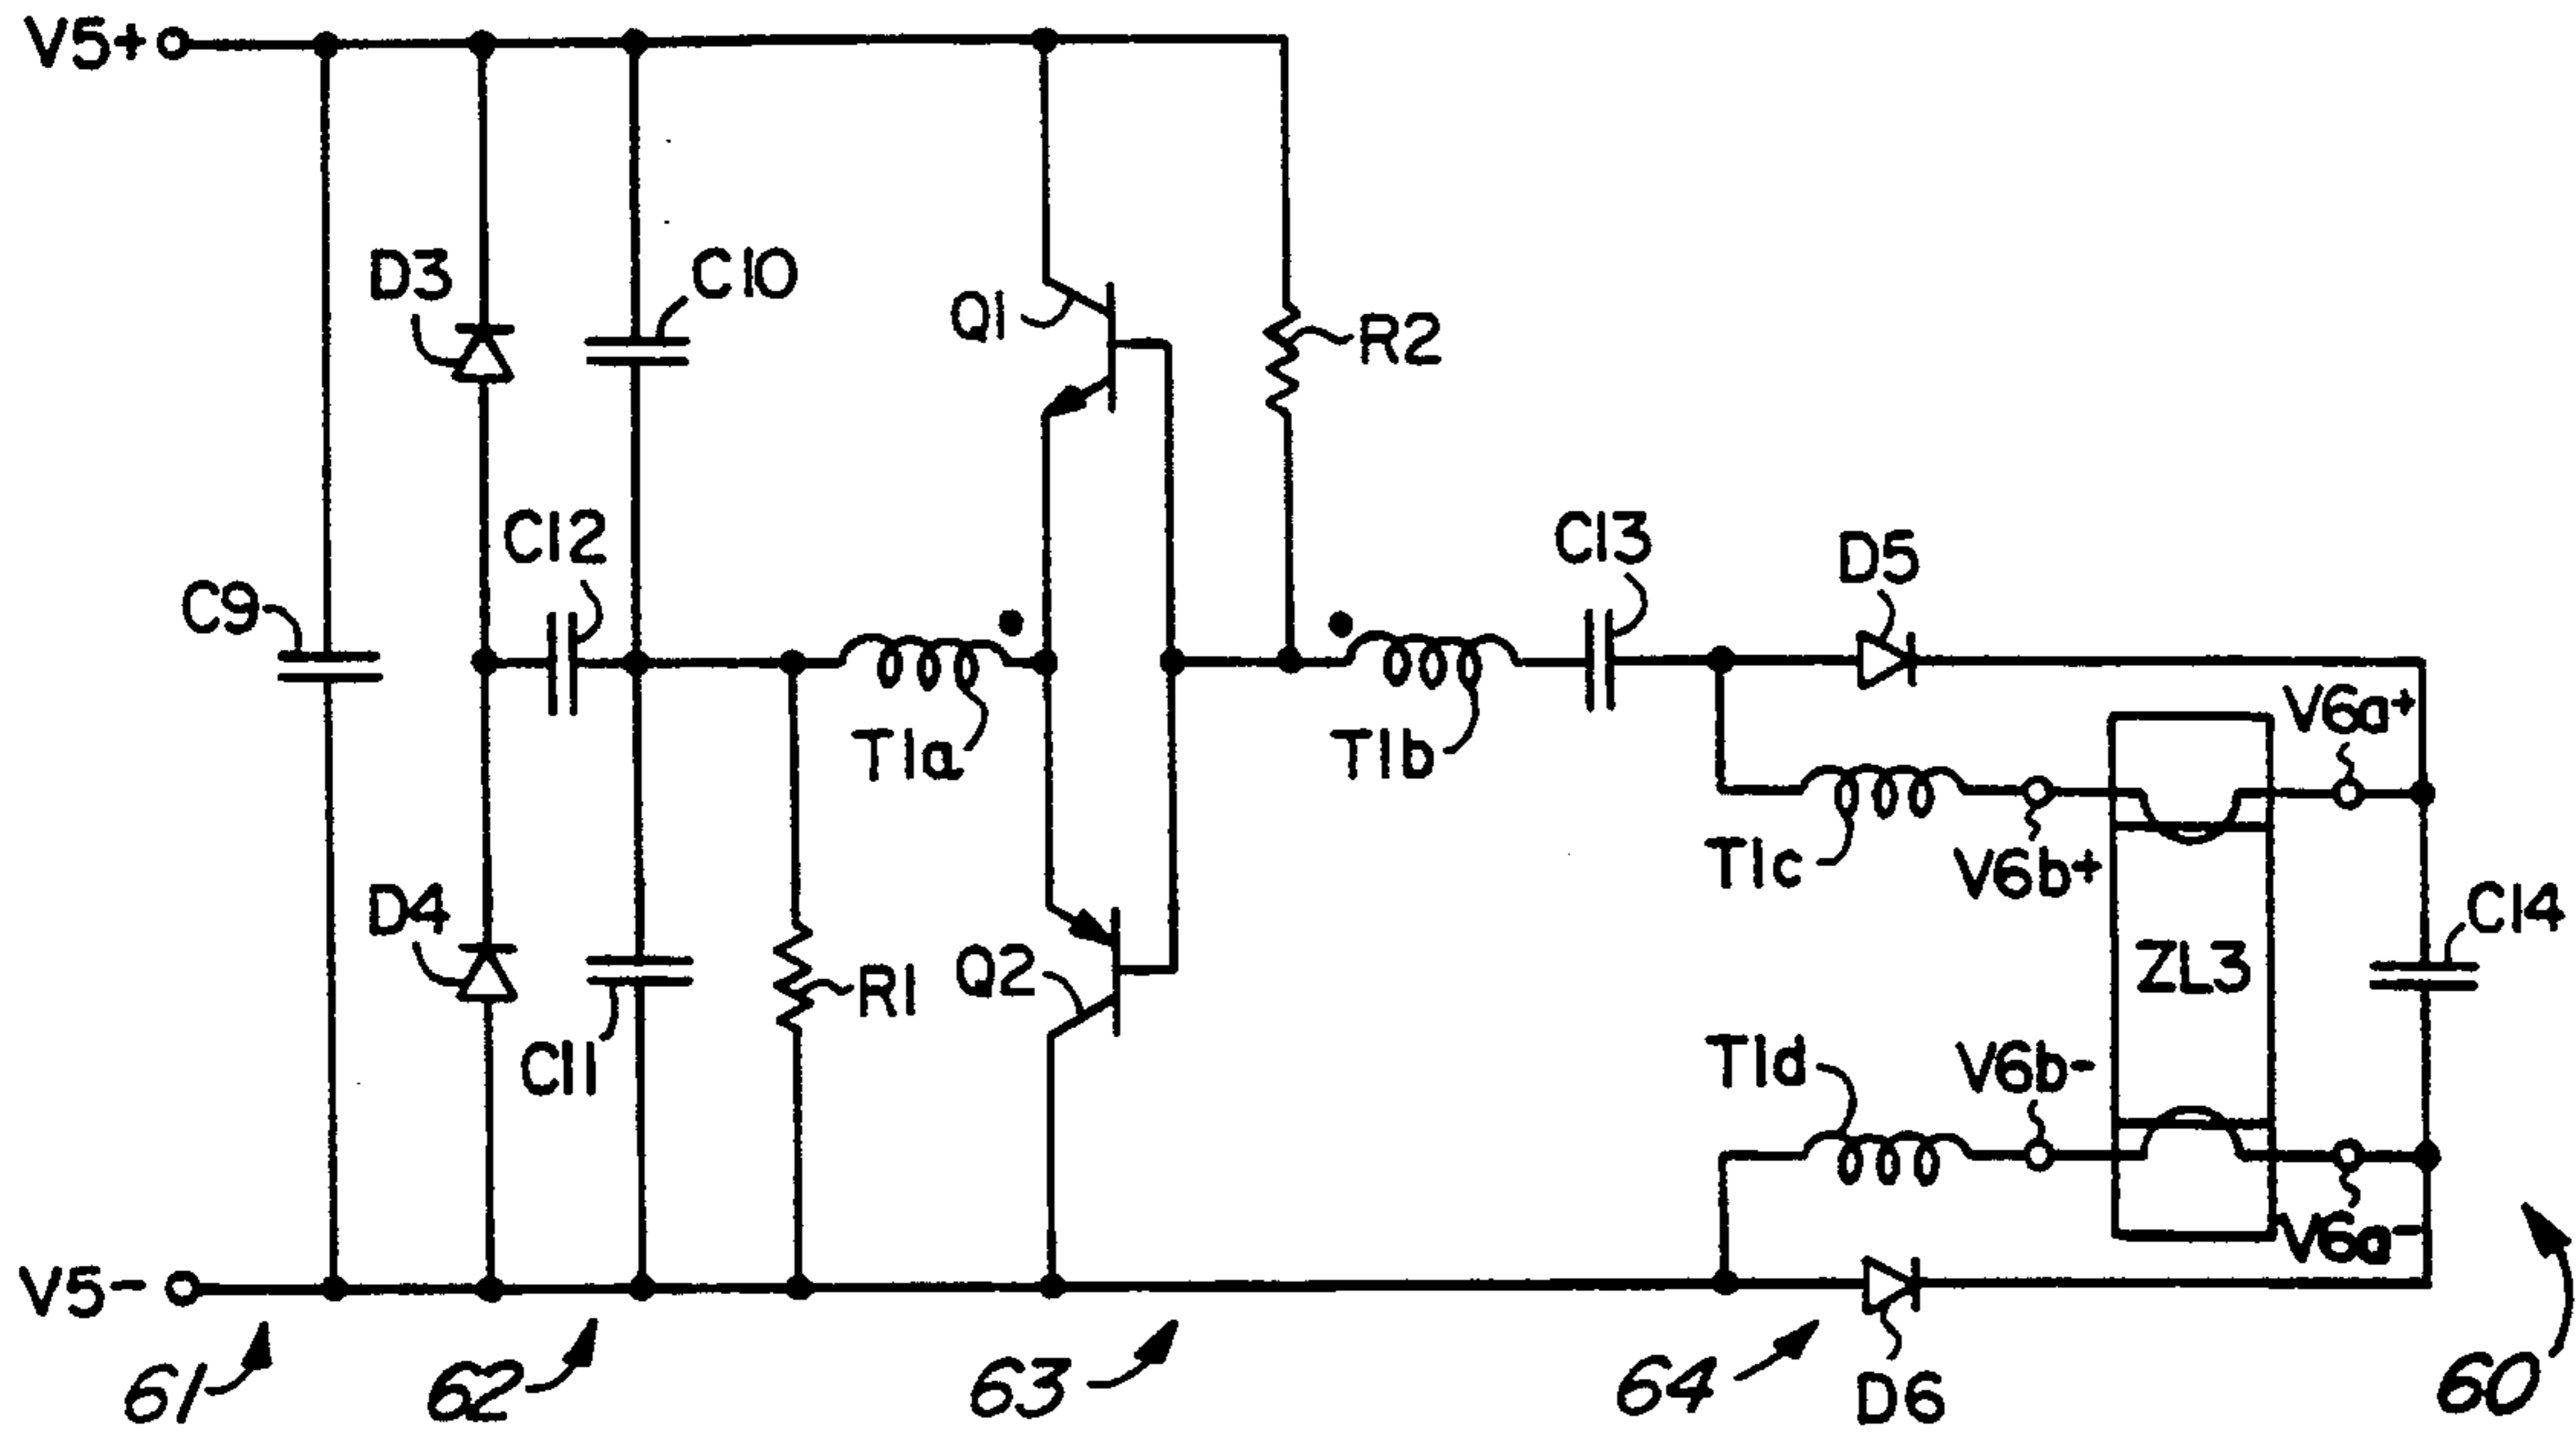 V5+
D3
C10
Q1
R2
C12
C13
D5
C9
T1a
T1b
V6a+
T1c
V6b+
D4
C14
Q2
R1
ZL3
C11
T1d
V6b-
V6a-
V5-
61
62
63
64
D6
60